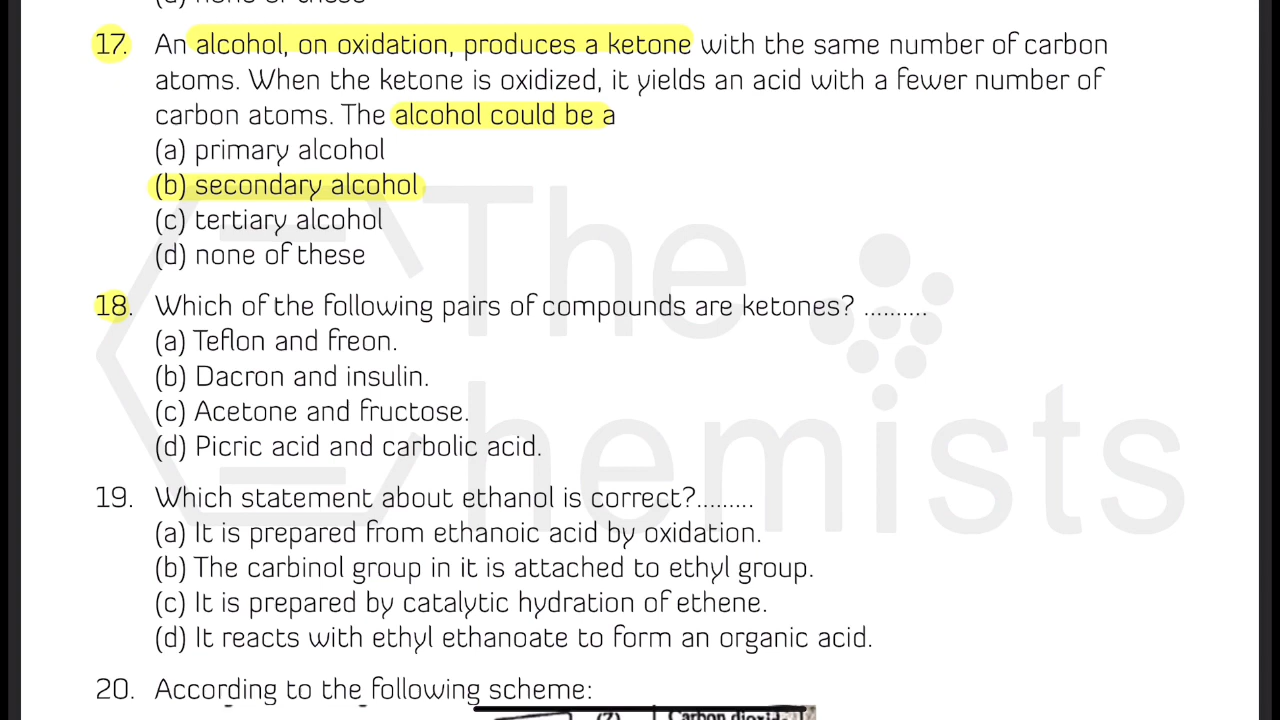 (d) none of these
17. An alcohol, on oxidation, produces a ketone with the same number of carbon
atoms. When the ketone is oxidized, it yields an acid with a fewer number of
carbon atoms. The alcohol could be a
(a) primary alcohol
(b) secondary alcohol
(c) tertiary alcohol
(d) none of these
18. Which of the following pairs of compounds are ketones? ..........
(a) Teflon and freon.
(b) Dacron and insulin.
(c) Acetone and fructose.
(d) Picric acid and carbolic acid.
19. Which statement about ethanol is correct?.........
(a) It is prepared from ethanoic acid by oxidation.
(b) The carbinol group in it is attached to ethyl group.
(c) It is prepared by catalytic hydration of ethene.
(d) It reacts with ethyl ethanoate to form an organic acid.
20. According to the following scheme:
The
Chemists